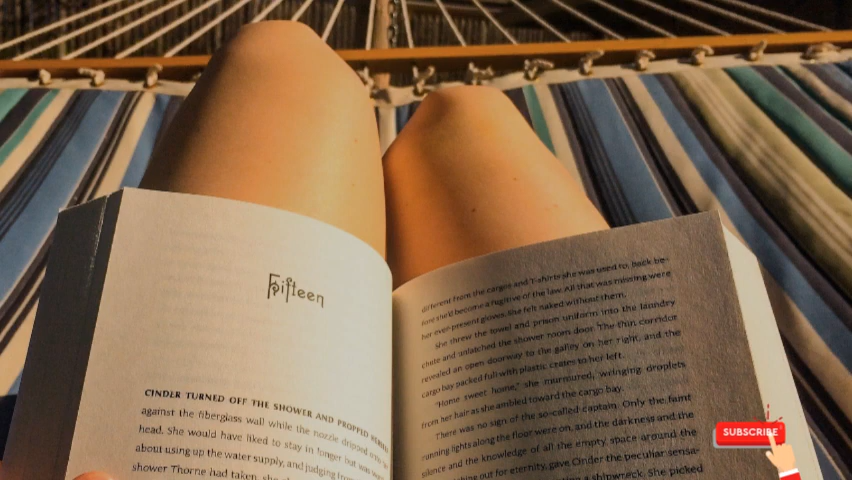 Fifteen
CINDER TURNED OFF THE SHOWER AND PROPPED HERSELF
against the fiberglass wall while the nozzle dripped
head. She would have liked to stay in longer but was
about using up the water supply, and judging
shower Thorne had taken, she
different from the cargos and T-shirts she was used to, back be-
fore she'd become a fugitive of the law. All that was missing were
her ever-present gloves. She felt naked without them.
She threw the towel and prison uniform into the laundry
chute and unlatched the shower room door. The thin corridor
revealed an open doorway to the galley on her right, and the
cargo bay packed full with plastic crates to her left.
"Home sweet home," she murmured, wringing droplets
from her hair as she ambled toward the cargo bay.
There was no sign of the so-called captain. Only the faint
running lights along the floor were on, and the darkness and the
silence and the knowledge of all the empty space around the
out for eternity, gave Cinder the peculiar sensa-
a shipwreck. She picked
SUBSCRIBE